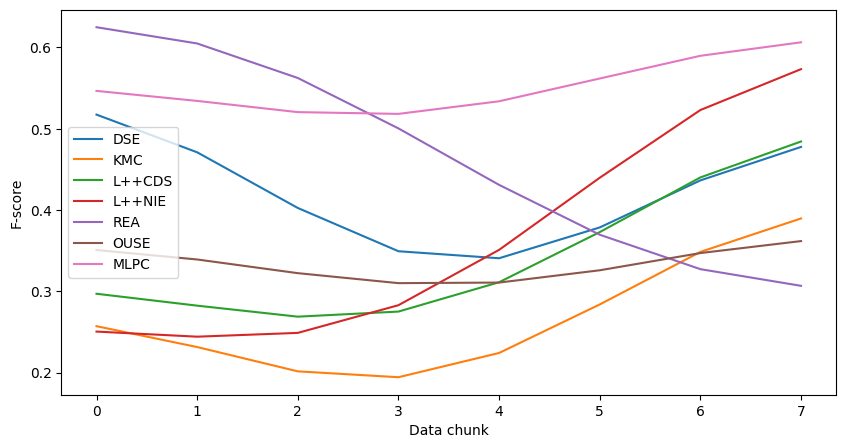 0.6
0.5
0.4
0.3
0.2
F-score
DSE
KMC
L++CDS
L++NIE
REA
OUSE
MLPC
0 1 2 3 4 5 6 7
Data chunk